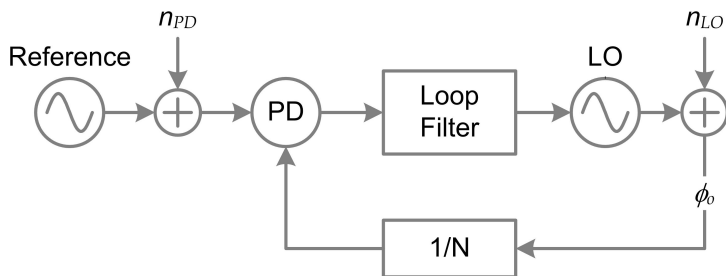 n_PD
n_LO
Reference
LO
PD
Loop
Filter
ϕ_o
1/N